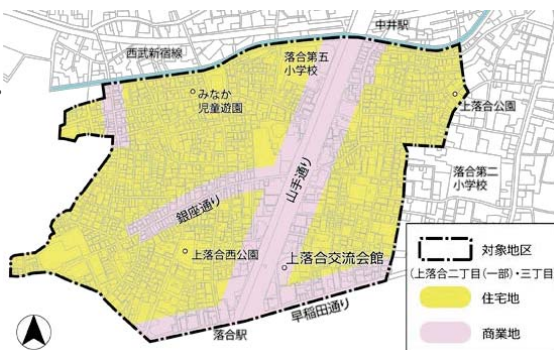 中井駅
西武新宿線
落合第五
小学校
みなか
児童遊園
上落合公園
落合第二
小学校
山手通り
銀座通り
上落合西公園
上落合交流会館
早稲田通り
落合駅
対象地区
(上落合二丁目(一部)・三丁目)
住宅地
商業地